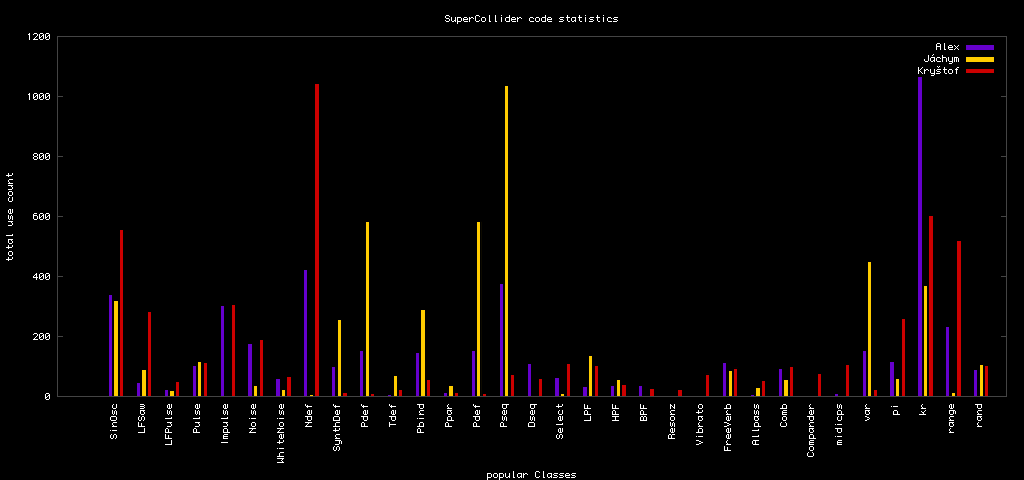 SuperCollider code statistics
1200
1000
800
600
400
200
0
total use count
Alex
Jáchym
Kryštof
SinOsc
LFSaw
LFPulse
Pulse
Impulse
Noise
WhiteNoise
Ndef
SynthDef
Pdef
Tdef
Pbind
Ppar
Pdef
Pseq
Dseq
Select
LPF
HPF
BPF
Resonz
Vibrato
FreeVerb
Allpass
Comb
Compander
midicps
var
pi
kr
range
rand
popular Classes